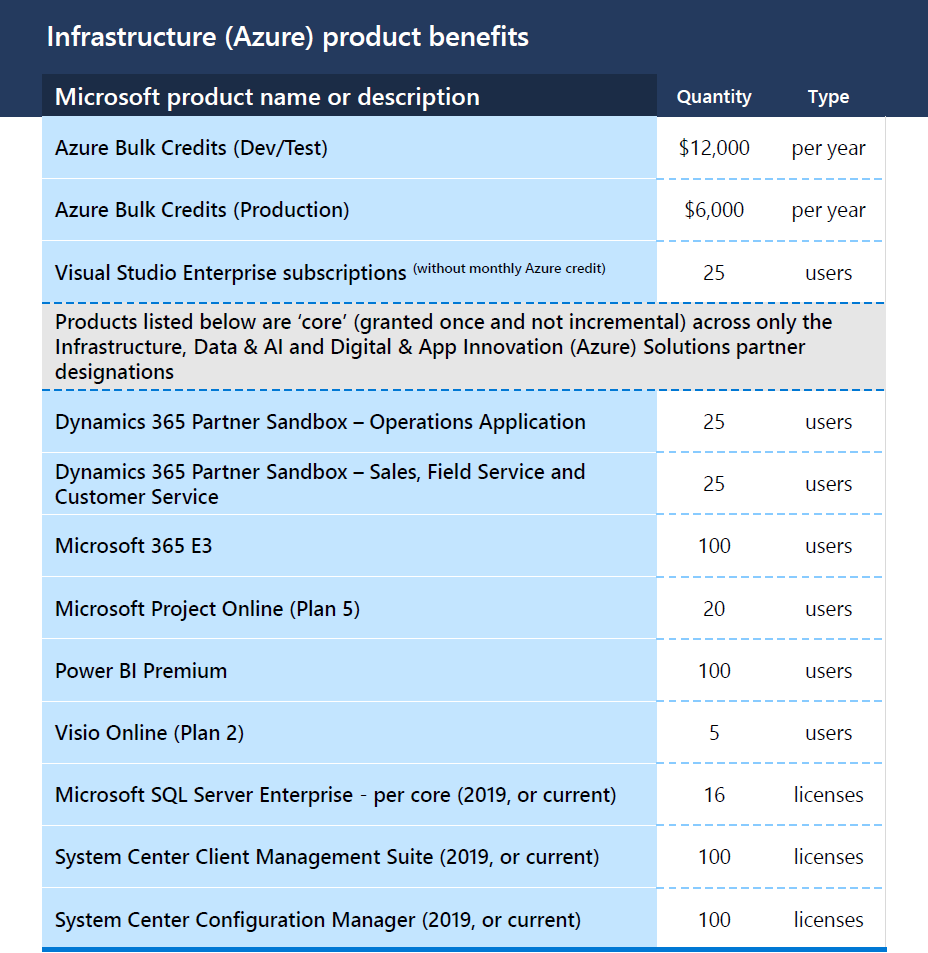 Infrastructure (Azure) product benefits
Microsoft product name or description Quantity Type
Azure Bulk Credits (Dev/Test) $12,000 per year
Azure Bulk Credits (Production) $6,000 per year
Visual Studio Enterprise subscriptions (without monthly Azure credit) 25 users
Products listed below are ‘core’ (granted once and not incremental) across only the
Infrastructure, Data & AI and Digital & App Innovation (Azure) Solutions partner
designations
Dynamics 365 Partner Sandbox – Operations Application 25 users
Dynamics 365 Partner Sandbox – Sales, Field Service and
Customer Service 25 users
Microsoft 365 E3 100 users
Microsoft Project Online (Plan 5) 20 users
Power BI Premium 100 users
Visio Online (Plan 2) 5 users
Microsoft SQL Server Enterprise - per core (2019, or current) 16 licenses
System Center Client Management Suite (2019, or current) 100 licenses
System Center Configuration Manager (2019, or current) 100 licenses